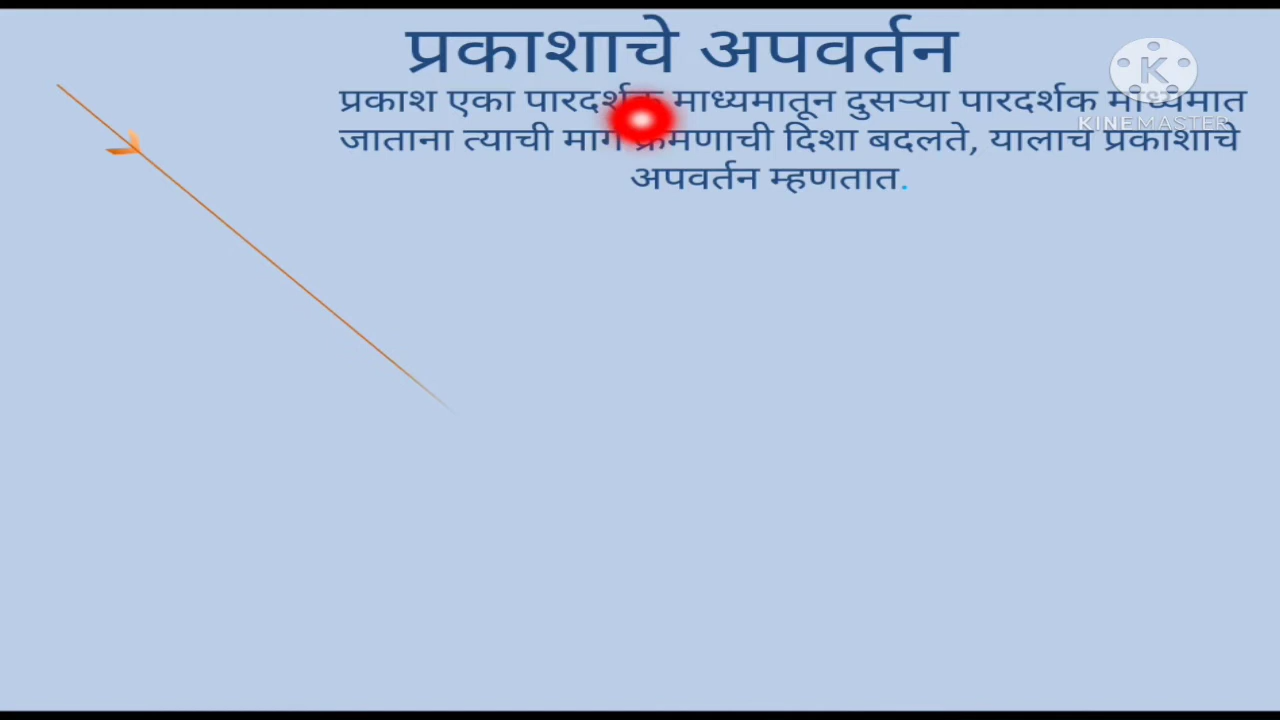 प्रकाशाचे अपवर्तन
प्रकाश एका पारदर्शक माध्यमातून दुसऱ्या पारदर्शक माध्यमात
जाताना त्याची मार्ग क्रमणाची दिशा बदलते, यालाच प्रकाशाचे
अपवर्तन म्हणतात.
K
KINEMASTER